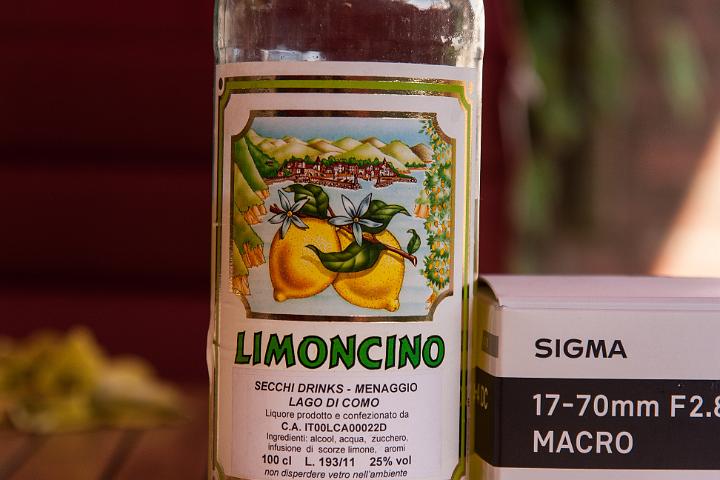 LIMONCINO
SECCHI DRINKS - MENAGGIO
LAGO DI COMO
Liquore prodotto e confezionato da
C.A. IT00LCA00022D
Ingredienti: alcool, acqua, zucchero,
infusione di scorze limone, aromi
100 cl L. 193/11 25% vol
non disperdere vetro nell'ambiente
SIGMA
17-70mm F2.8
MACRO
DC